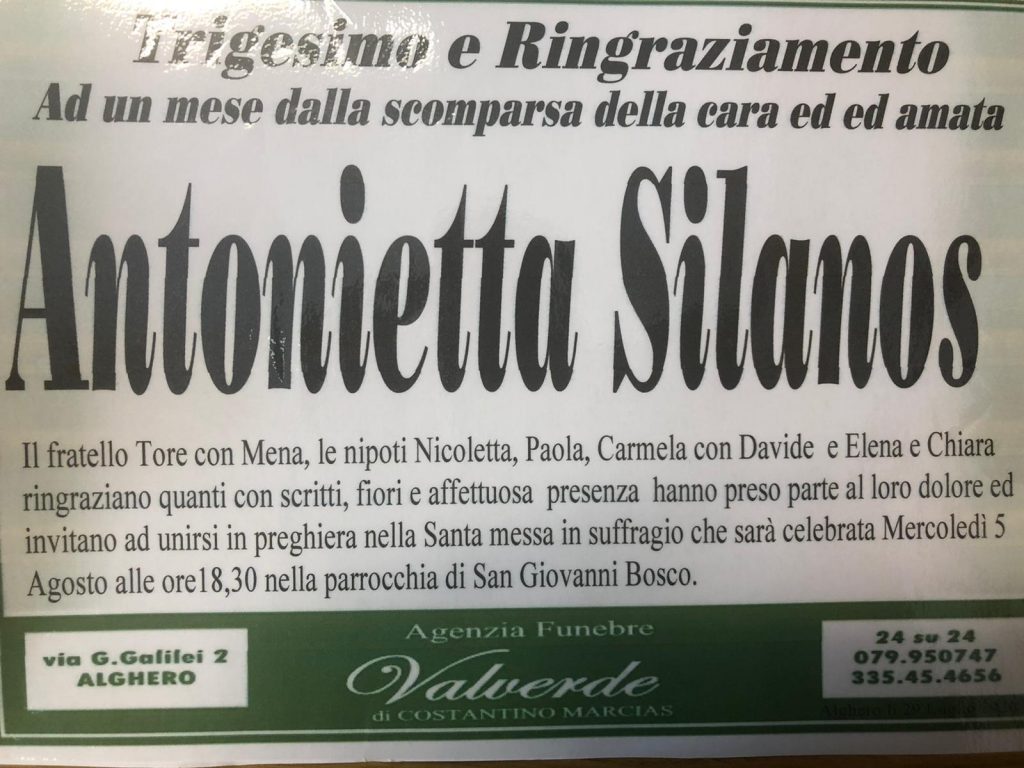 Trigesimo e Ringraziamento
Ad un mese dalla scomparsa della cara ed ed amata
Antonietta Silanos
Il fratello Tore con Mena, le nipoti Nicoletta, Paola, Carmela con Davide e Elena e Chiara
ringraziano quanti con scritti, fiori e affettuosa presenza hanno preso parte al loro dolore ed
invitano ad unirsi in preghiera nella Santa messa in suffragio che sarà celebrata Mercoledì 5
Agosto alle ore18,30 nella parrocchia di San Giovanni Bosco.
via G.Galilei 2
ALGHERO
Agenzia Funebre
Valverde
di COSTANTINO MARCIAS
24 su 24
079.950747
335.45.4656
Alghero li 29 Luglio